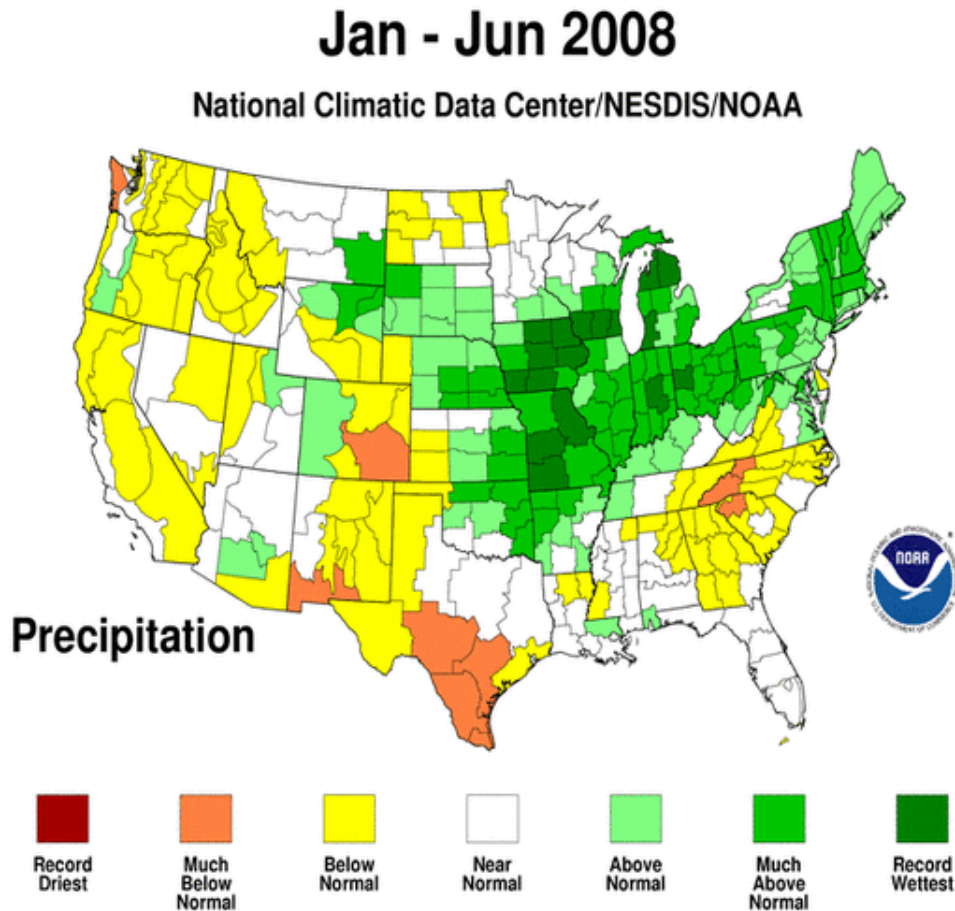 Jan - Jun 2008
National Climatic Data Center/NESDIS/NOAA
NOAA
Precipitation
Record
Driest
Much
Below
Normal
Below
Normal
Near
Normal
Above
Normal
Much
Above
Normal
Record
Wettest